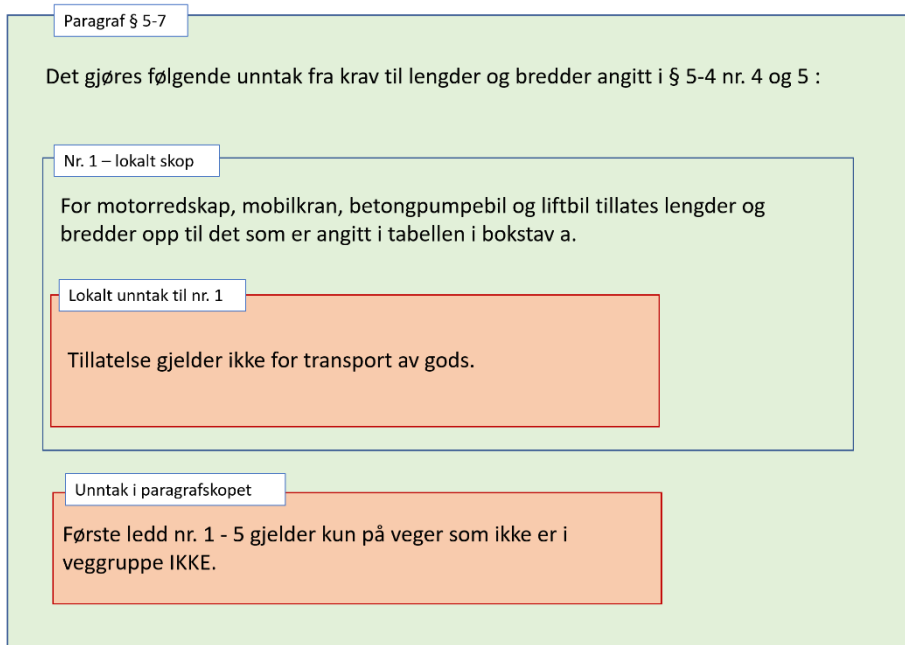 Paragraf § 5-7
Det gjøres følgende unntak fra krav til lengder og bredder angitt i § 5-4 nr. 4 og 5 :
Nr. 1 – lokalt skop
For motorredskap, mobilkran, betongpumpebil og liftbil tillates lengder og
bredder opp til det som er angitt i tabellen i bokstav a.
Lokalt unntak til nr. 1
Tillatelse gjelder ikke for transport av gods.
Unntak i paragrafskopet
Første ledd nr. 1 - 5 gjelder kun på veger som ikke er i
veggruppe IKKE.